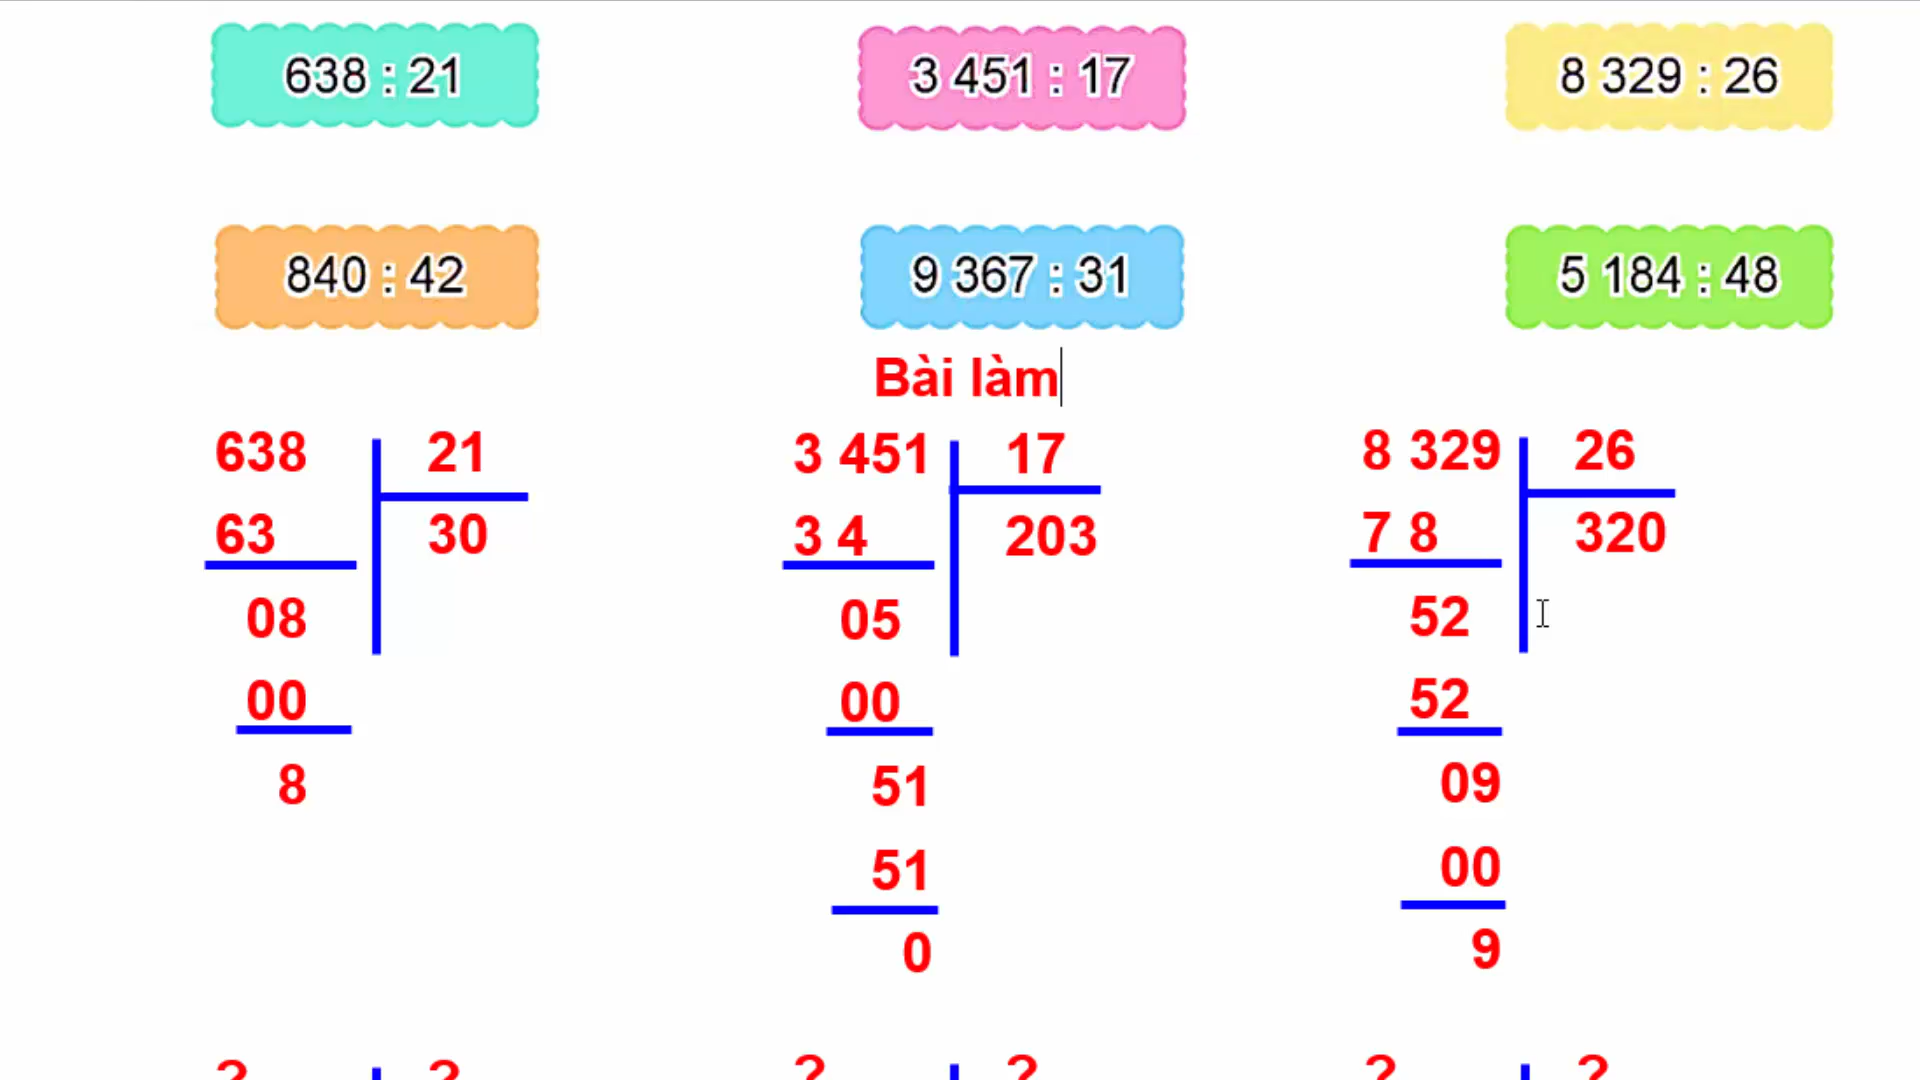 638 : 21
3 451 : 17
8 329 : 26
840 : 42
9 367 : 31
5 184 : 48
Bài làm
638 21
63 30
08
00
8
3 451 17
3 4 203
05
00
51
51
0
8 329 26
7 8 320
52
52
09
00
9
? ?
? ?
? ?